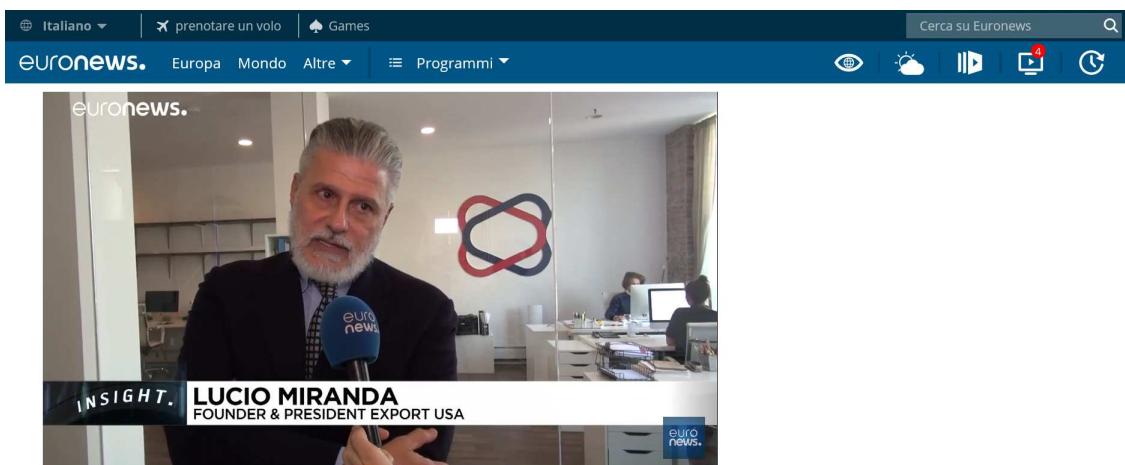 Italiano prenotare un volo Games Cerca su Euronews
euronews. Europa Mondo Altre Programmi 4
euronews.
euro
news.
INSIGHT. LUCIO MIRANDA
FOUNDER & PRESIDENT EXPORT USA
euro
news.